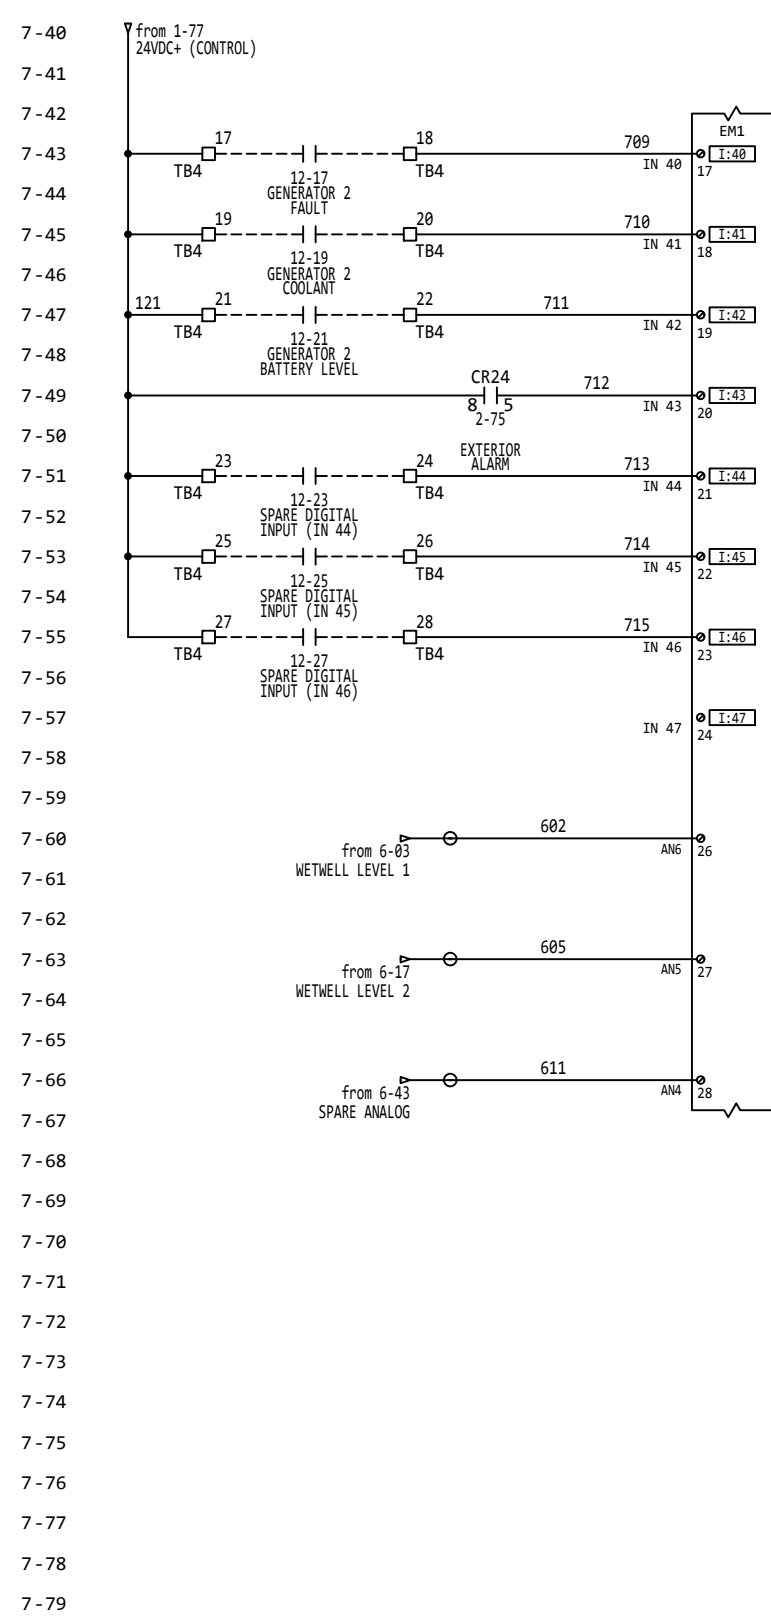 7-40
from 1-77
24VDC+ (CONTROL)
7-41
7-42
EM1
7-43
17
18
709
I:40
TB4
TB4
IN 40
17
12-17
7-44
GENERATOR 2
FAULT
7-45
19
20
710
I:41
TB4
TB4
IN 41
18
12-19
7-46
GENERATOR 2
COOLANT
7-47
121
21
22
711
I:42
TB4
TB4
IN 42
19
12-21
7-48
GENERATOR 2
BATTERY LEVEL
7-49
CR24
712
I:43
8
5
IN 43
20
2-75
7-50
EXTERIOR
ALARM
7-51
23
24
713
I:44
TB4
TB4
IN 44
21
12-23
7-52
SPARE DIGITAL
INPUT (IN 44)
7-53
25
26
714
I:45
TB4
TB4
IN 45
22
12-25
7-54
SPARE DIGITAL
INPUT (IN 45)
7-55
27
28
715
I:46
TB4
TB4
IN 46
23
12-27
7-56
SPARE DIGITAL
INPUT (IN 46)
7-57
I:47
IN 47
24
7-58
7-59
7-60
602
from 6-03
AN6
26
7-61
WETWELL LEVEL 1
7-62
7-63
605
from 6-17
AN5
27
7-64
WETWELL LEVEL 2
7-65
7-66
611
from 6-43
AN4
28
7-67
SPARE ANALOG
7-68
7-69
7-70
7-71
7-72
7-73
7-74
7-75
7-76
7-77
7-78
7-79